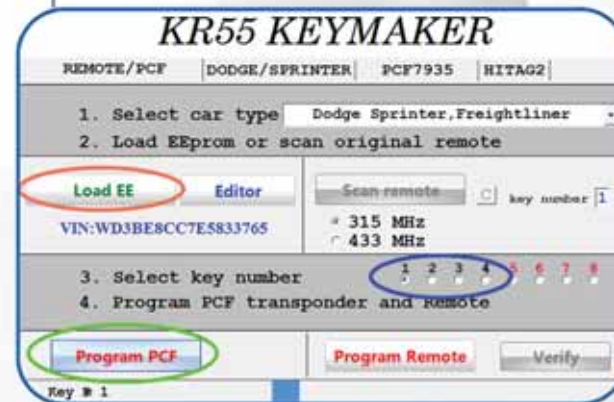 KR55 KEYMAKER
REMOTE/PCF DODGE/SPRINTER PCF7935 HITAG2
1. Select car type Dodge Sprinter,Freightliner
2. Load EEprom or scan original remote
Load EE Editor Scan remote C key number 1
VIN:WD3BE8CC7E5833765 315 MHz
433 MHz
3. Select key number 1 2 3 4 5 6 7 8
4. Program PCF transponder and Remote
Program PCF Program Remote Verify
Key № 1